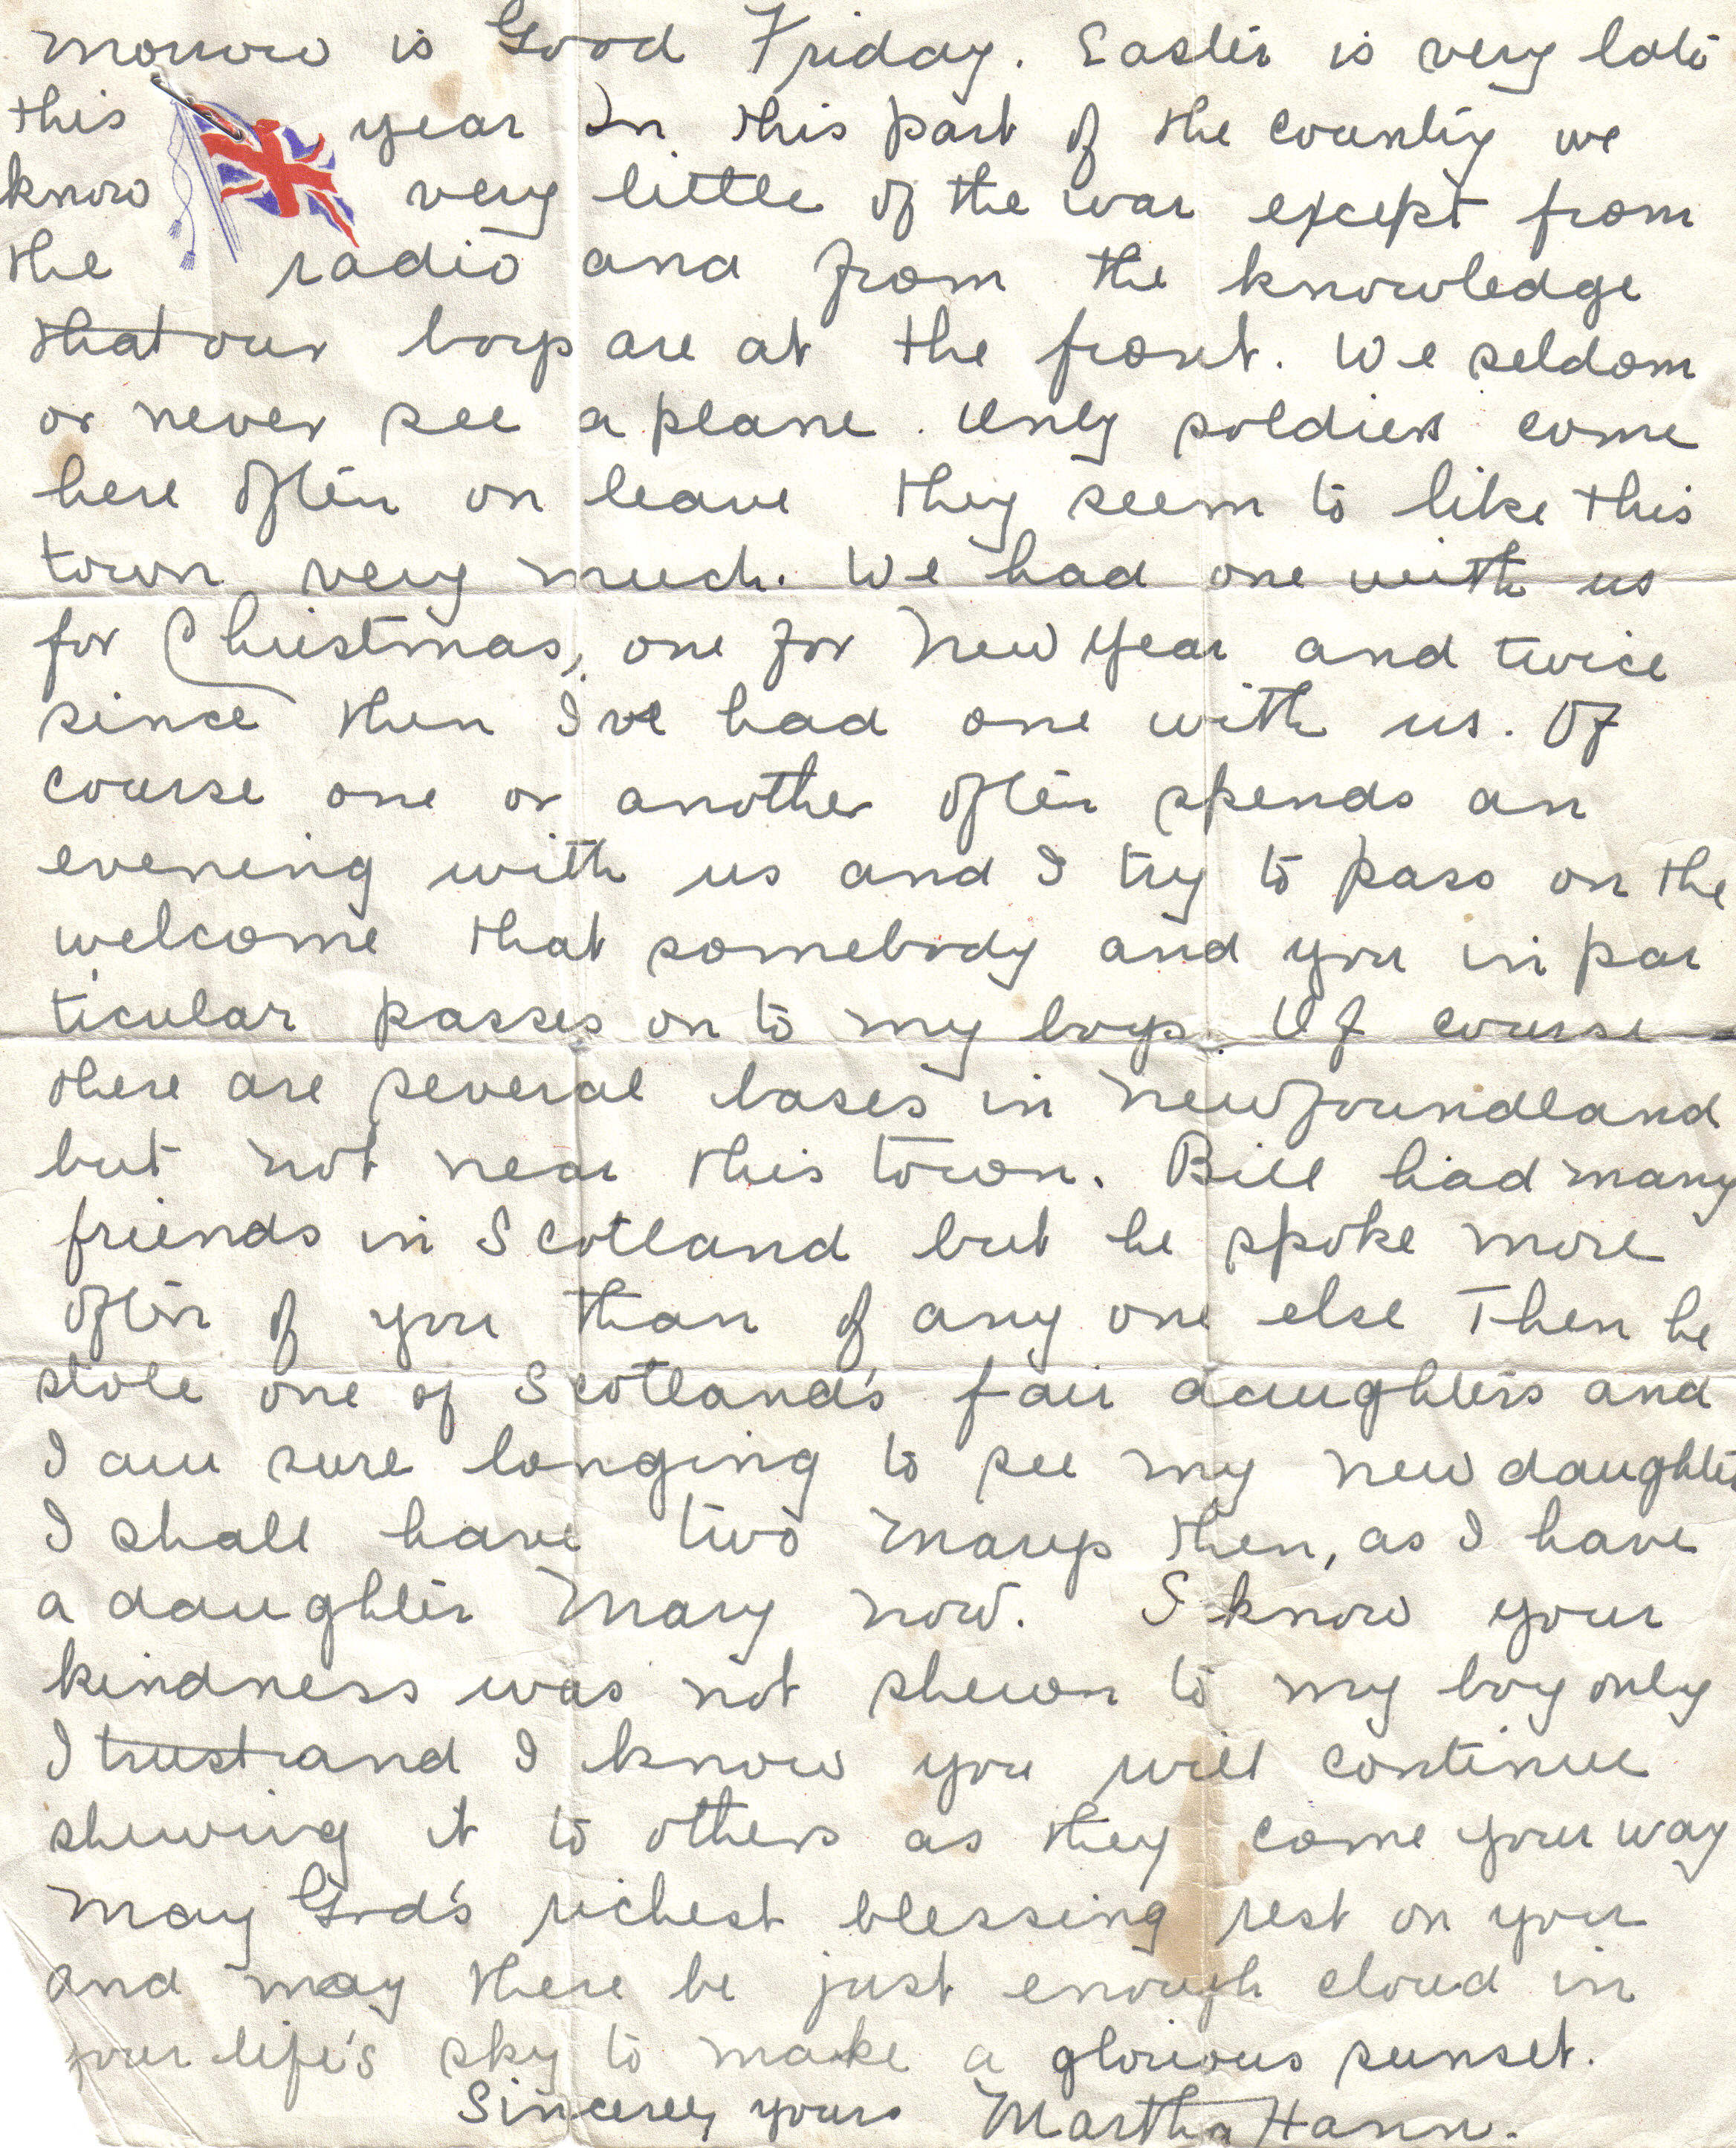 morrow is Good Friday. Easter is very late
this year In this part of the country we
know very little of the war except from
the radio and from the knowledge
that our boys are at the front. We seldom
or never see a plane. Only soldiers come
here often on leave they seem to like this
town very much. We had one with us
for Christmas, one for New Year and twice
since then I've had one with us. Of
course one or another often spends an
evening with us and I try to pass on the
welcome that somebody and you in par
ticular passes on to my boys. Of course
there are several bases in Newfoundland
but not near this town. Bill had many
friends in Scotland but he spoke more
often of you than of any one else Then he
stole one of Scotland's fair daughters and
I am sure longing to see my new daughter
I shall have two Marys then, as I have
a daughter Mary now. I know your
kindness was not shewn to my boy only
I trust and I know you will continue
shewing it to others as they come your way
May God's richest blessing rest on you
and may there be just enough cloud in
your life's sky to make a glorious sunset.
Sincerely yours Martha Hann.